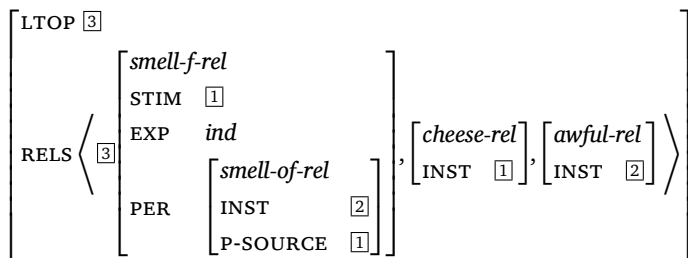 LTOP 3
smell-f-rel
STIM 1
EXP ind
RELS ⟨ 3 , cheese-rel , awful-rel ⟩
INST 1 INST 2
smell-of-rel
PER INST 2
P-SOURCE 1